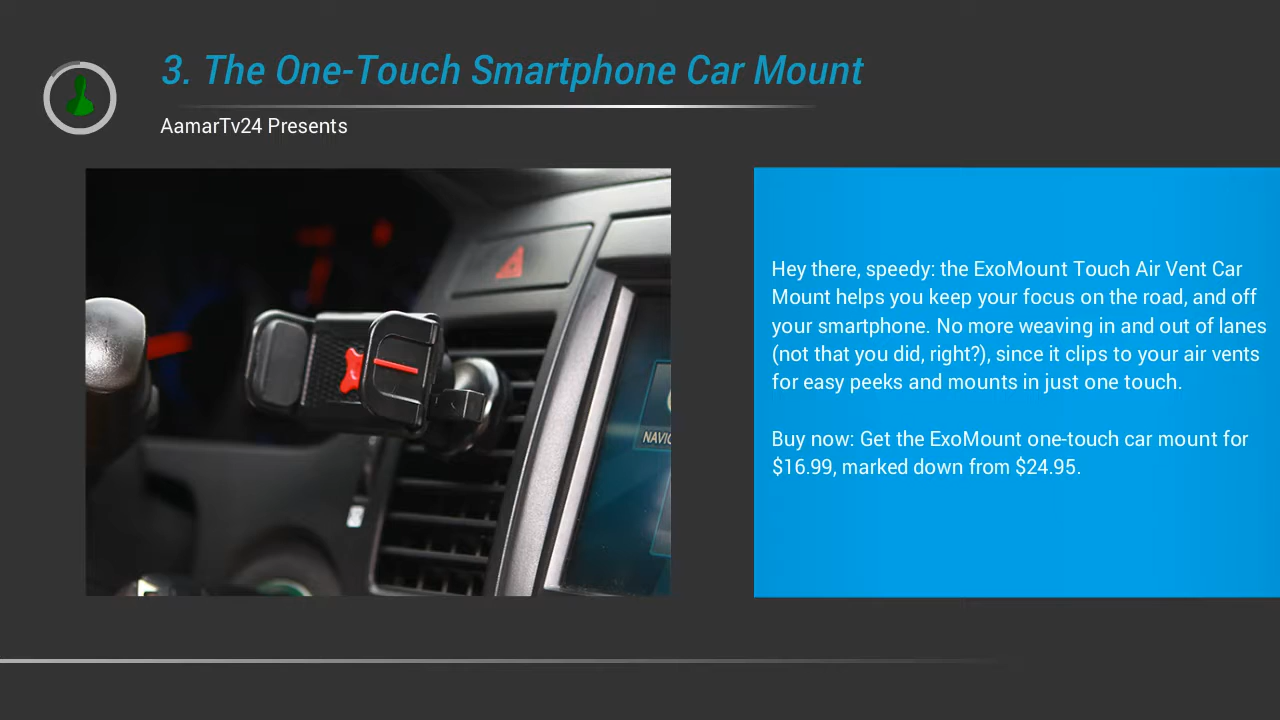 3. The One-Touch Smartphone Car Mount
AamarTv24 Presents
Hey there, speedy: the ExoMount Touch Air Vent Car
Mount helps you keep your focus on the road, and off
your smartphone. No more weaving in and out of lanes
(not that you did, right?), since it clips to your air vents
for easy peeks and mounts in just one touch.
Buy now: Get the ExoMount one-touch car mount for
$16.99, marked down from $24.95.